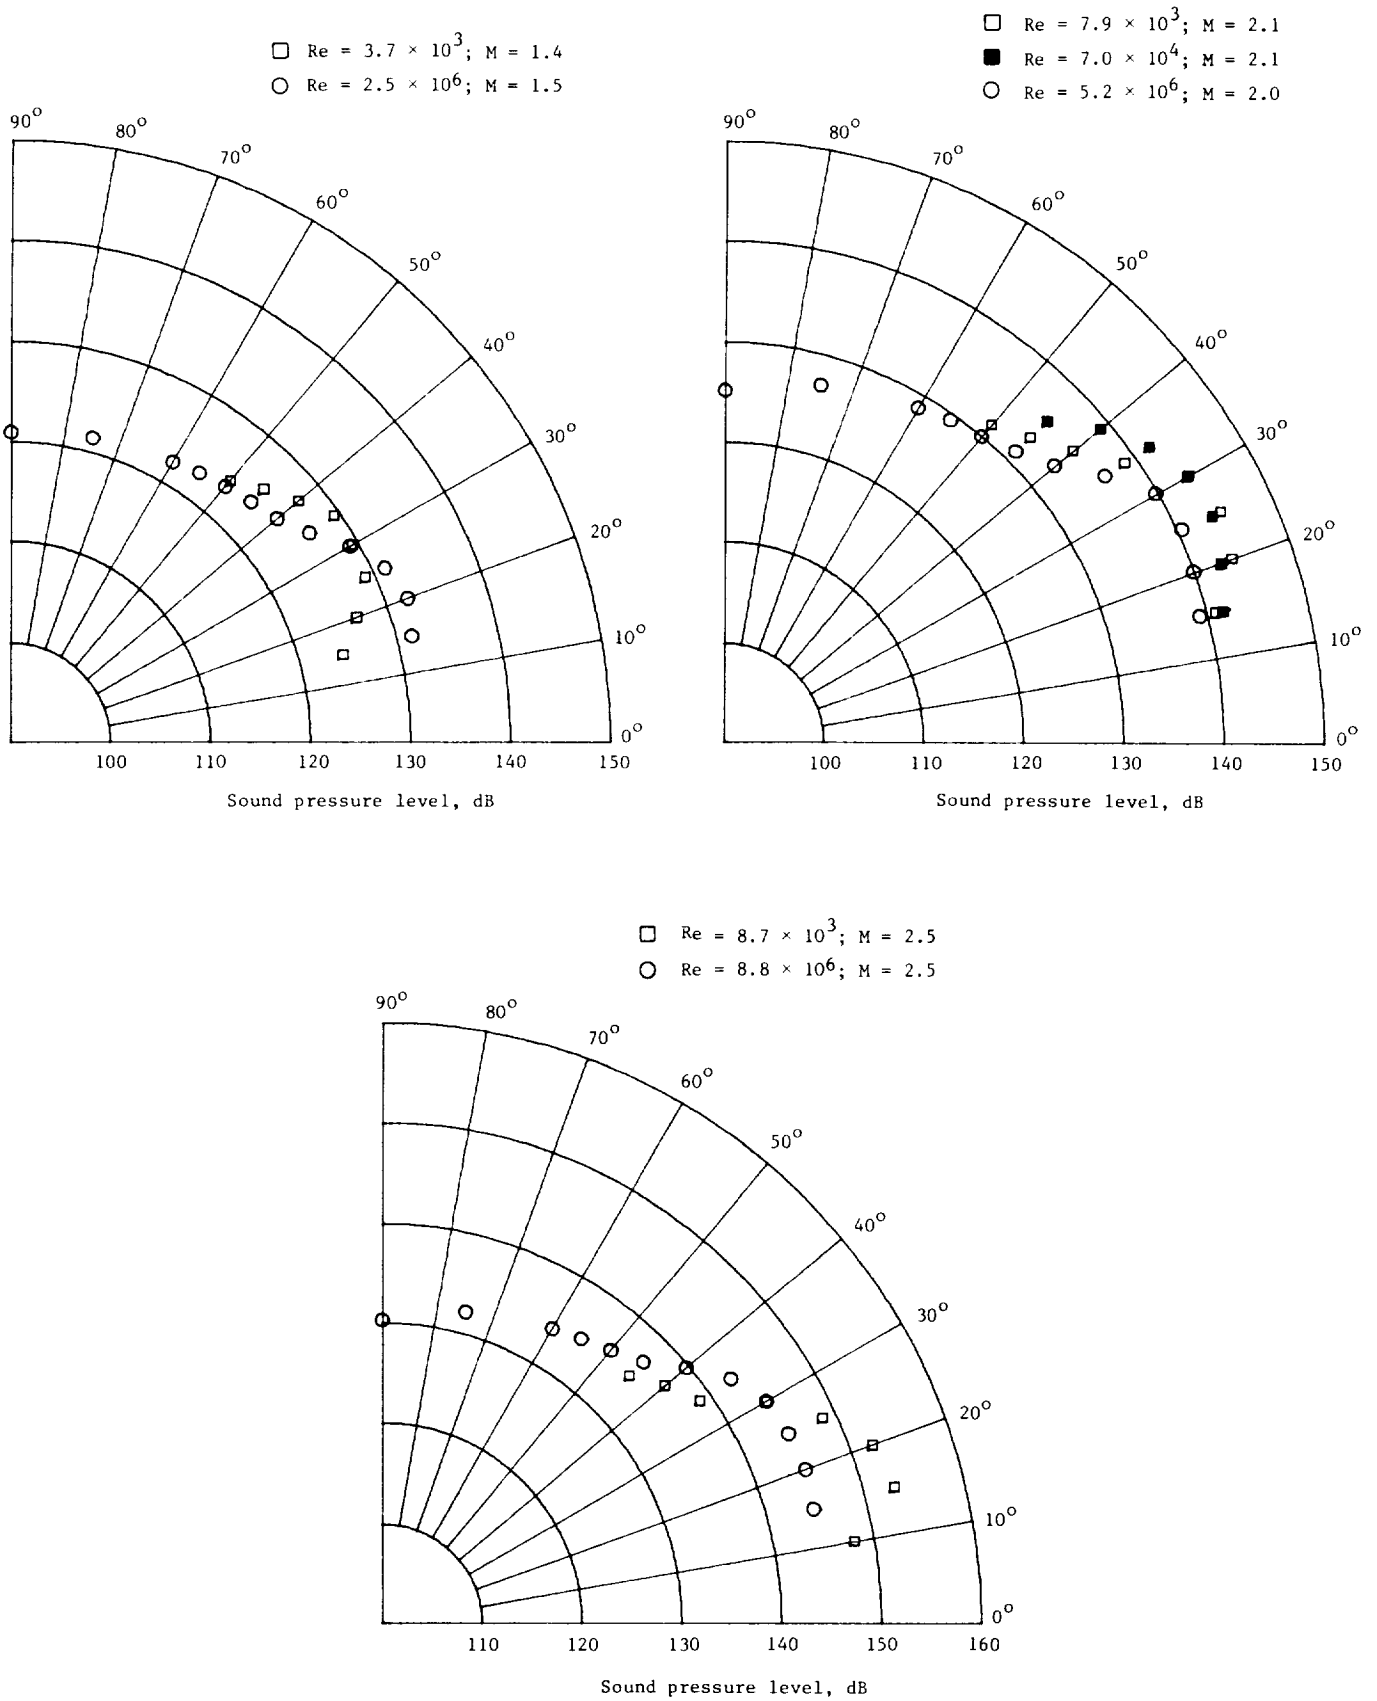 Re = 3.7 × 10³; M = 1.4
Re = 2.5 × 10⁶; M = 1.5
90°
80°
70°
60°
50°
40°
30°
20°
10°
0°
100 110 120 130 140 150
Sound pressure level, dB
Re = 7.9 × 10³; M = 2.1
Re = 7.0 × 10⁴; M = 2.1
Re = 5.2 × 10⁶; M = 2.0
90°
80°
70°
60°
50°
40°
30°
20°
10°
0°
100 110 120 130 140 150
Sound pressure level, dB
Re = 8.7 × 10³; M = 2.5
Re = 8.8 × 10⁶; M = 2.5
90°
80°
70°
60°
50°
40°
30°
20°
10°
0°
110 120 130 140 150 160
Sound pressure level, dB